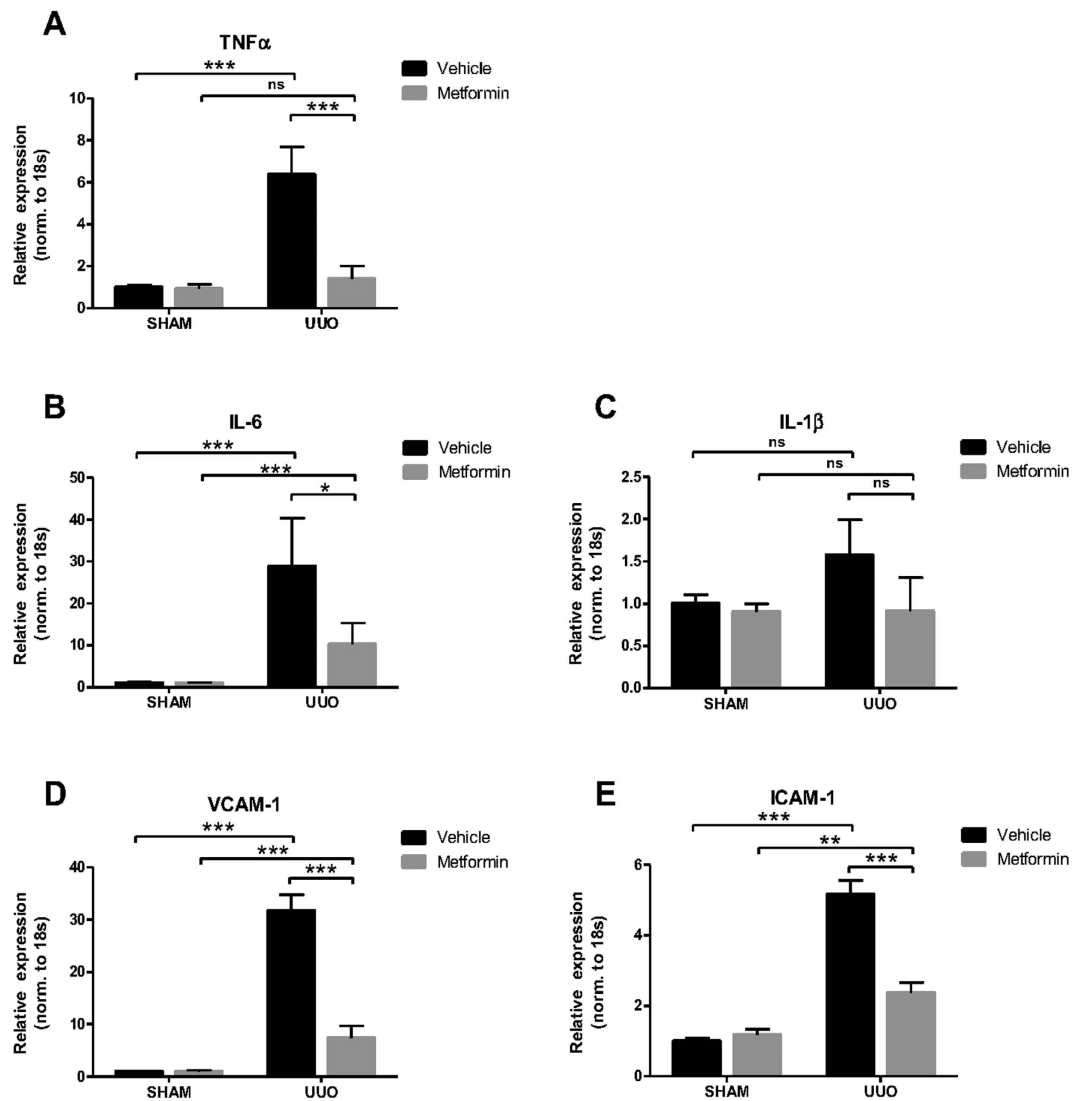 A
TNFα
Vehicle
Metformin
***
ns
***
Relative expression
(norm. to 18s)
10
8
6
4
2
0
SHAM
UUO
B
IL-6
Vehicle
Metformin
***
***
*
Relative expression
(norm. to 18s)
50
40
30
20
10
0
SHAM
UUO
C
IL-1β
Vehicle
Metformin
ns
ns
ns
Relative expression
(norm. to 18s)
2.5
2.0
1.5
1.0
0.5
0.0
SHAM
UUO
D
VCAM-1
Vehicle
Metformin
***
***
***
Relative expression
(norm. to 18s)
40
30
20
10
0
SHAM
UUO
E
ICAM-1
Vehicle
Metformin
***
**
***
Relative expression
(norm. to 18s)
6
4
2
0
SHAM
UUO